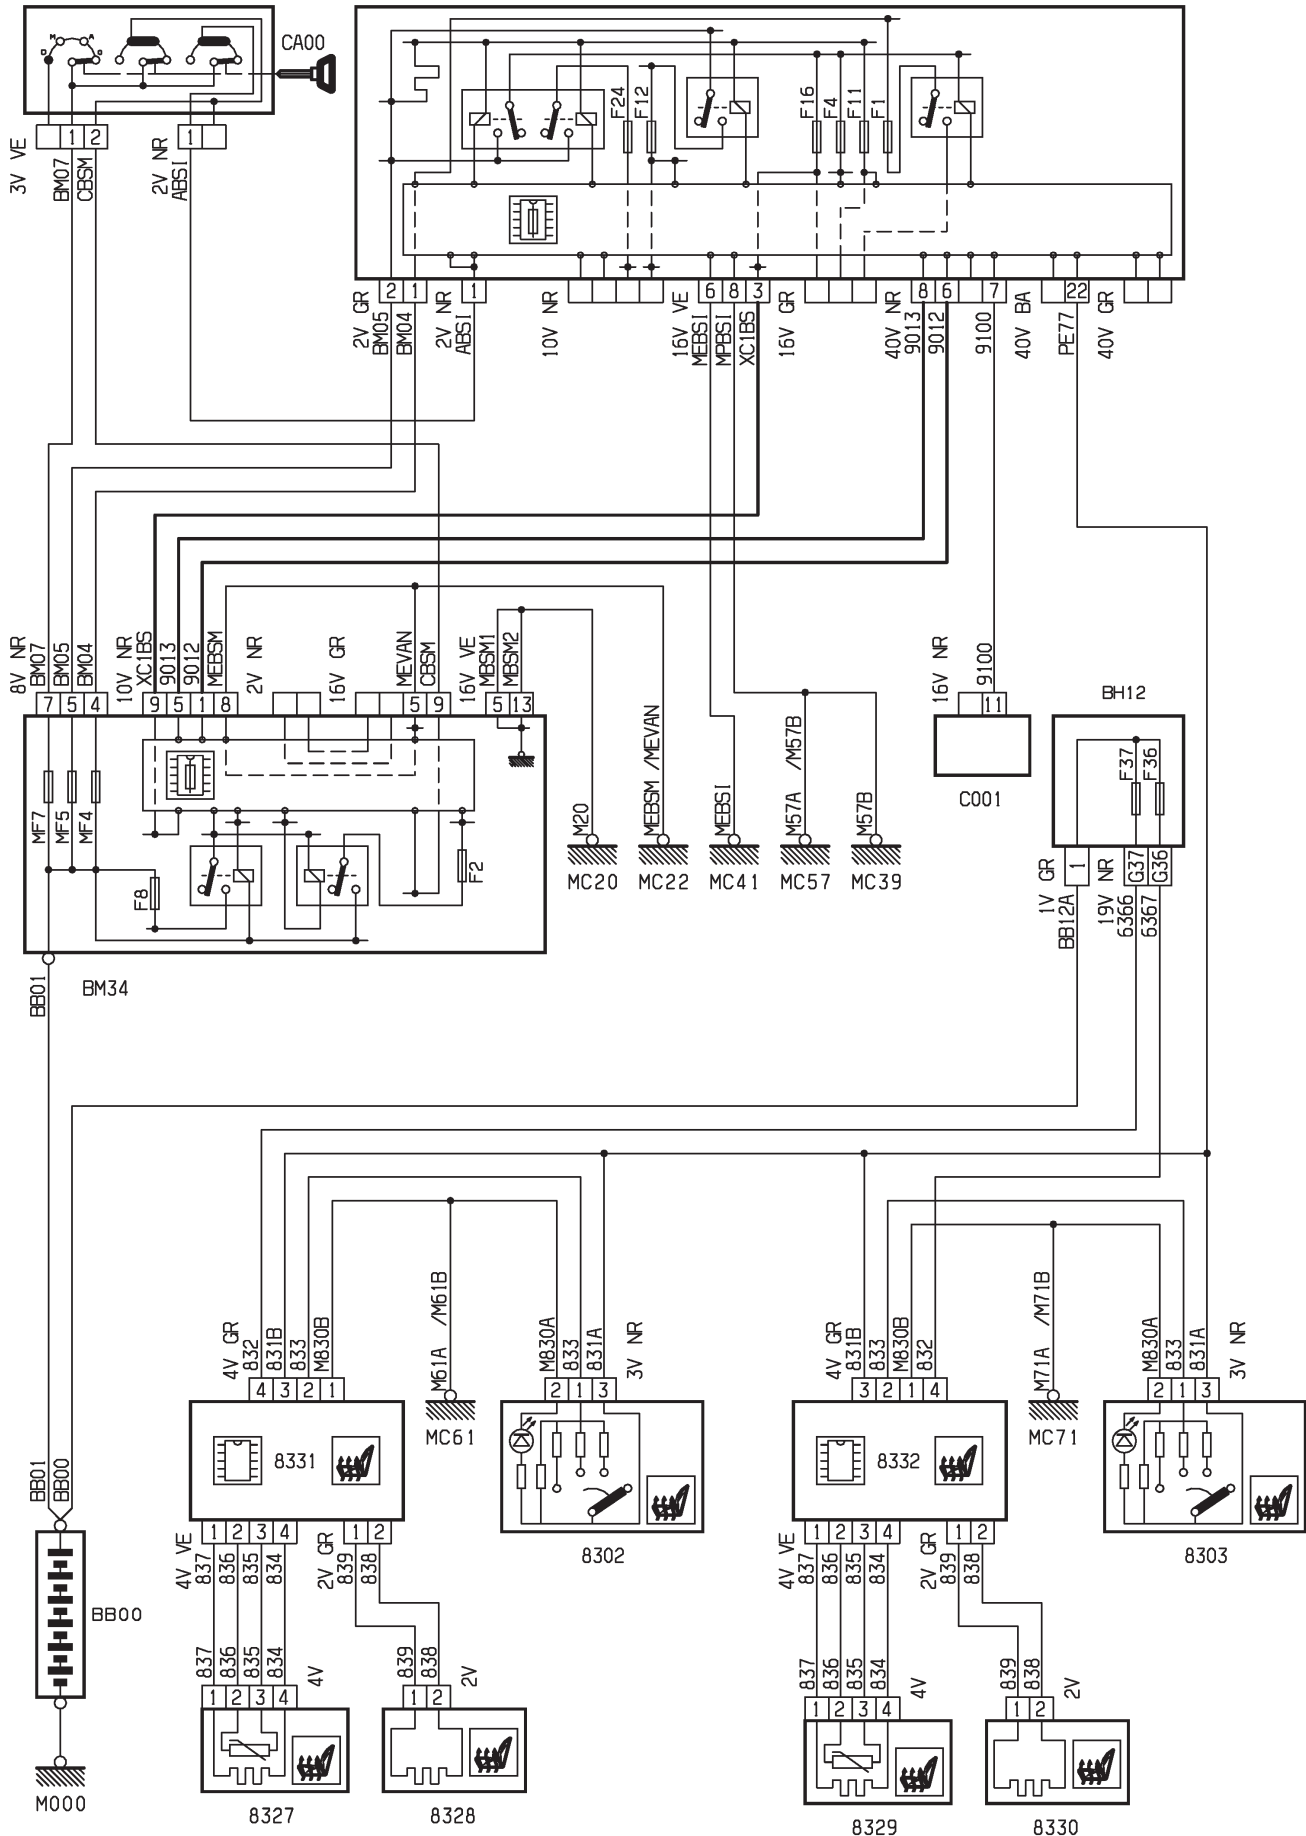 CA00
M
A
D
G
1 2
1
3V VE
BM07
CBSM
2V NR
ABSI
F24
F12
F16
F4
F11
F1
2 1
1
6 8 3
8 6 7
22
2V GR
BM05
BM04
2V NR
ABSI
10V NR
16V VE
MEBSI
MPBSI
XC1BS
16V GR
40V NR
9013
9012
9100
40V BA
PE77
40V GR
8V NR
BM07
BM05
BM04
10V NR
XC1BS
9013
9012
MEBSM
2V NR
16V GR
MEVAN
CBSM
16V VE
MBSM1
MBSM2
7 5 4
9 5 1 8
5 9
5 13
16V NR
9100
11
C001
BH12
F37
F36
MF7
MF5
MF4
F8
F2
M20
MEBSM /MEVAN
MEBSI
M57A /M57B
M57B
MC20
MC22
MC41
MC57
MC39
1
G37
G36
1V GR
BB12A
19V NR
6366
6367
BB01
BM34
4V GR
832
831B
833
M830B
M61A /M61B
M830A
833
831A
3V NR
4V GR
831B
833
M830B
832
M71A /M71B
M830A
833
831A
3V NR
4 3 2 1
2 1 3
3 2 1 4
2 1 3
MC61
MC71
8331
8332
BB01
BB00
1 2 3 4
1 2
1 2 3 4
1 2
8302
8303
4V VE
837
836
835
834
2V GR
839
838
4V VE
837
836
835
834
2V GR
839
838
BB00
837
836
835
834
4V
839
838
2V
837
836
835
834
4V
839
838
2V
1 2 3 4
1 2
1 2 3 4
1 2
M000
8327
8328
8329
8330